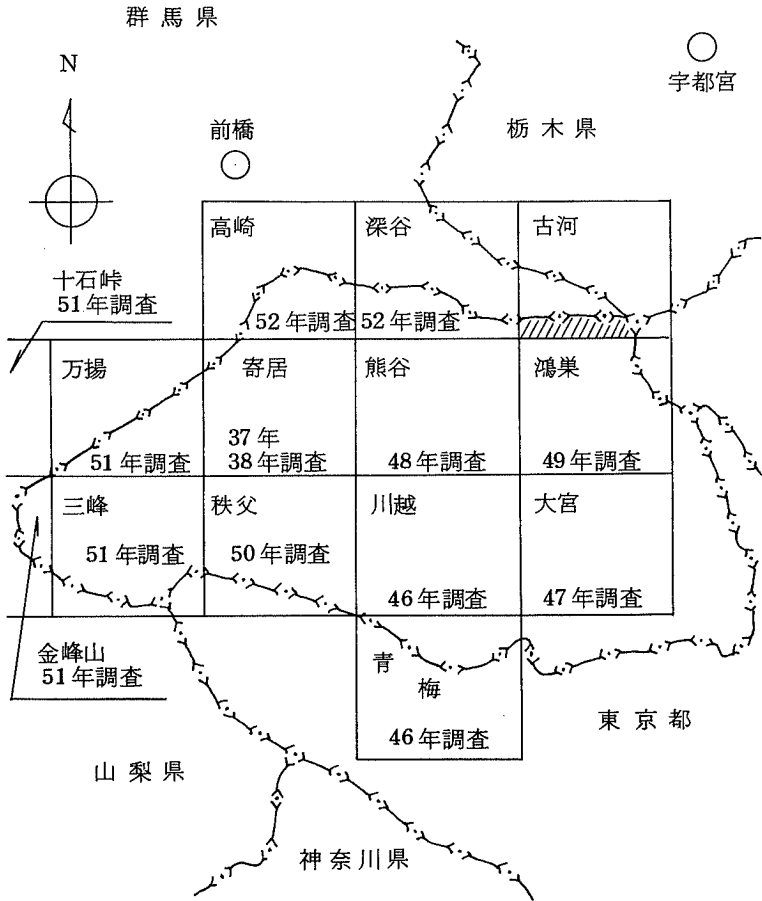 群馬県
N
宇都宮
前橋
栃木県
高崎
深谷
古河
十石峠
51年調査
52年調査
52年調査
万揚
寄居
熊谷
鴻巣
37年
38年調査
51年調査
48年調査
49年調査
三峰
秩父
川越
大宮
51年調査
50年調査
46年調査
47年調査
金峰山
51年調査
青梅
46年調査
東京都
山梨県
神奈川県